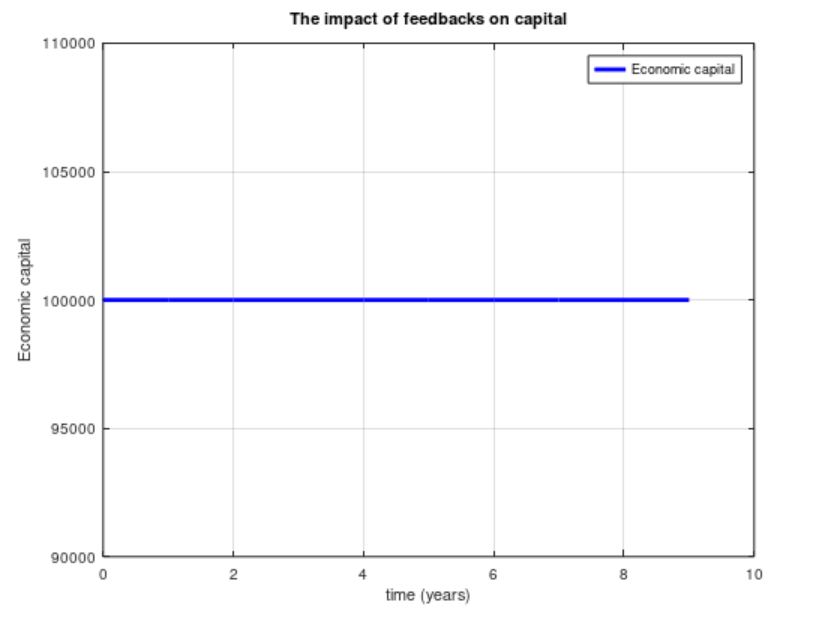 The impact of feedbacks on capital
110000
Economic capital
105000
100000
95000
90000
Economic capital
0 2 4 6 8 10
time (years)